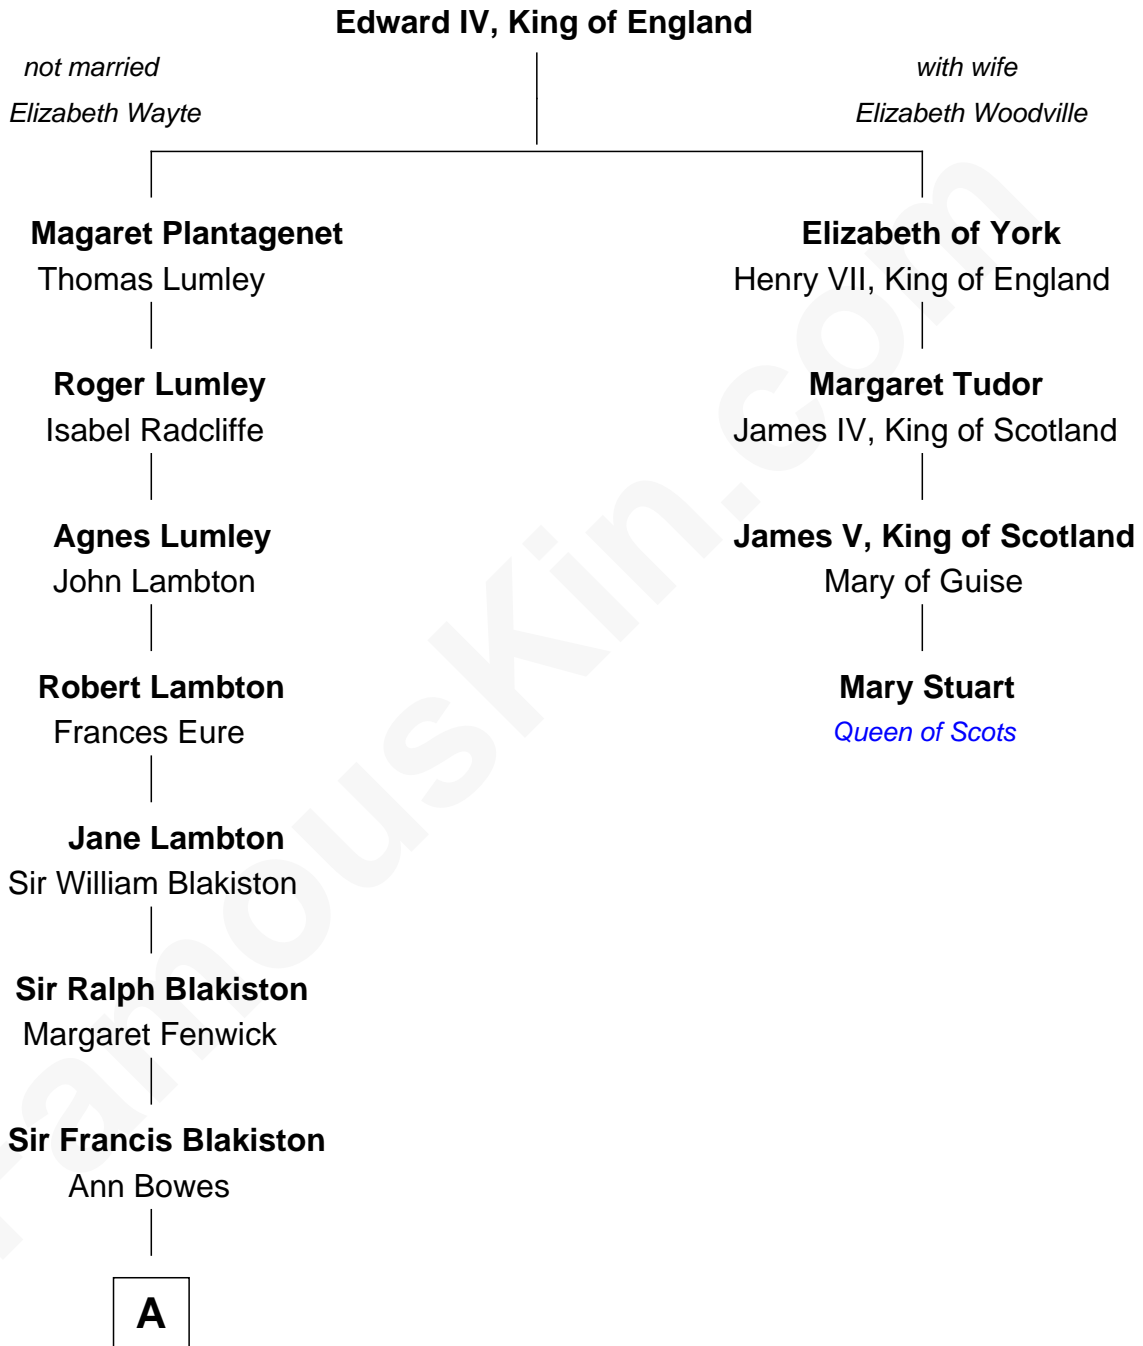 Edward IV, King of England
not married
Elizabeth Wayte
with wife
Elizabeth Woodville
Magaret Plantagenet
Thomas Lumley
Elizabeth of York
Henry VII, King of England
Roger Lumley
Isabel Radcliffe
Margaret Tudor
James IV, King of Scotland
Agnes Lumley
John Lambton
James V, King of Scotland
Mary of Guise
Robert Lambton
Frances Eure
Mary Stuart
Queen of Scots
Jane Lambton
Sir William Blakiston
Sir Ralph Blakiston
Margaret Fenwick
Sir Francis Blakiston
Ann Bowes
A
FamousKin.com